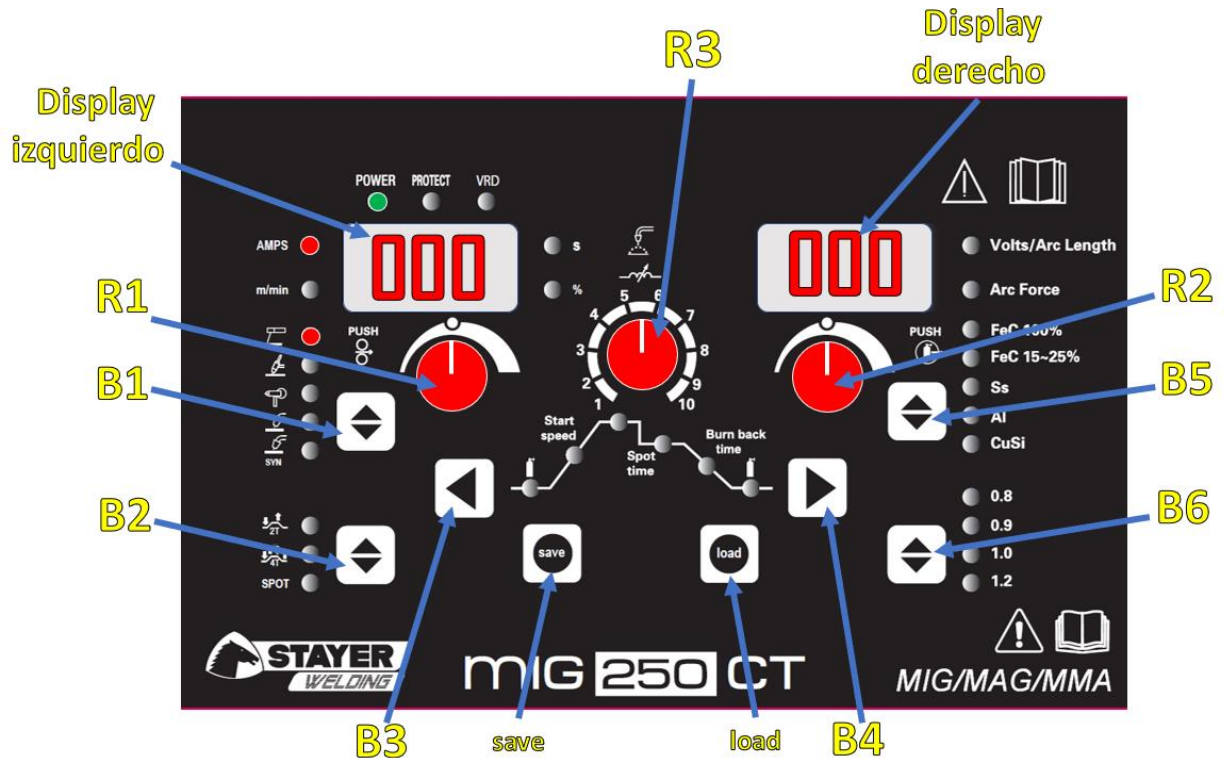 Display
derecho
R3
Display
izquierdo
POWER PROTECT VRD
AMPS
s
Volts/Arc Length
m/min
%
Arc Force
R1
R2
PUSH
1 2 3 4 5 6 7 8 9 10
PUSH
FeC 100%
FeC 15~25%
B1
B5
Ss
Al
CuSi
SYN
Start
speed
Spot
time
Burn back
time
B2
B6
2T
4T
SPOT
save
load
0.8
0.9
1.0
1.2
STAYER
WELDING
MIG 250 CT
MIG/MAG/MMA
B3
save
load
B4